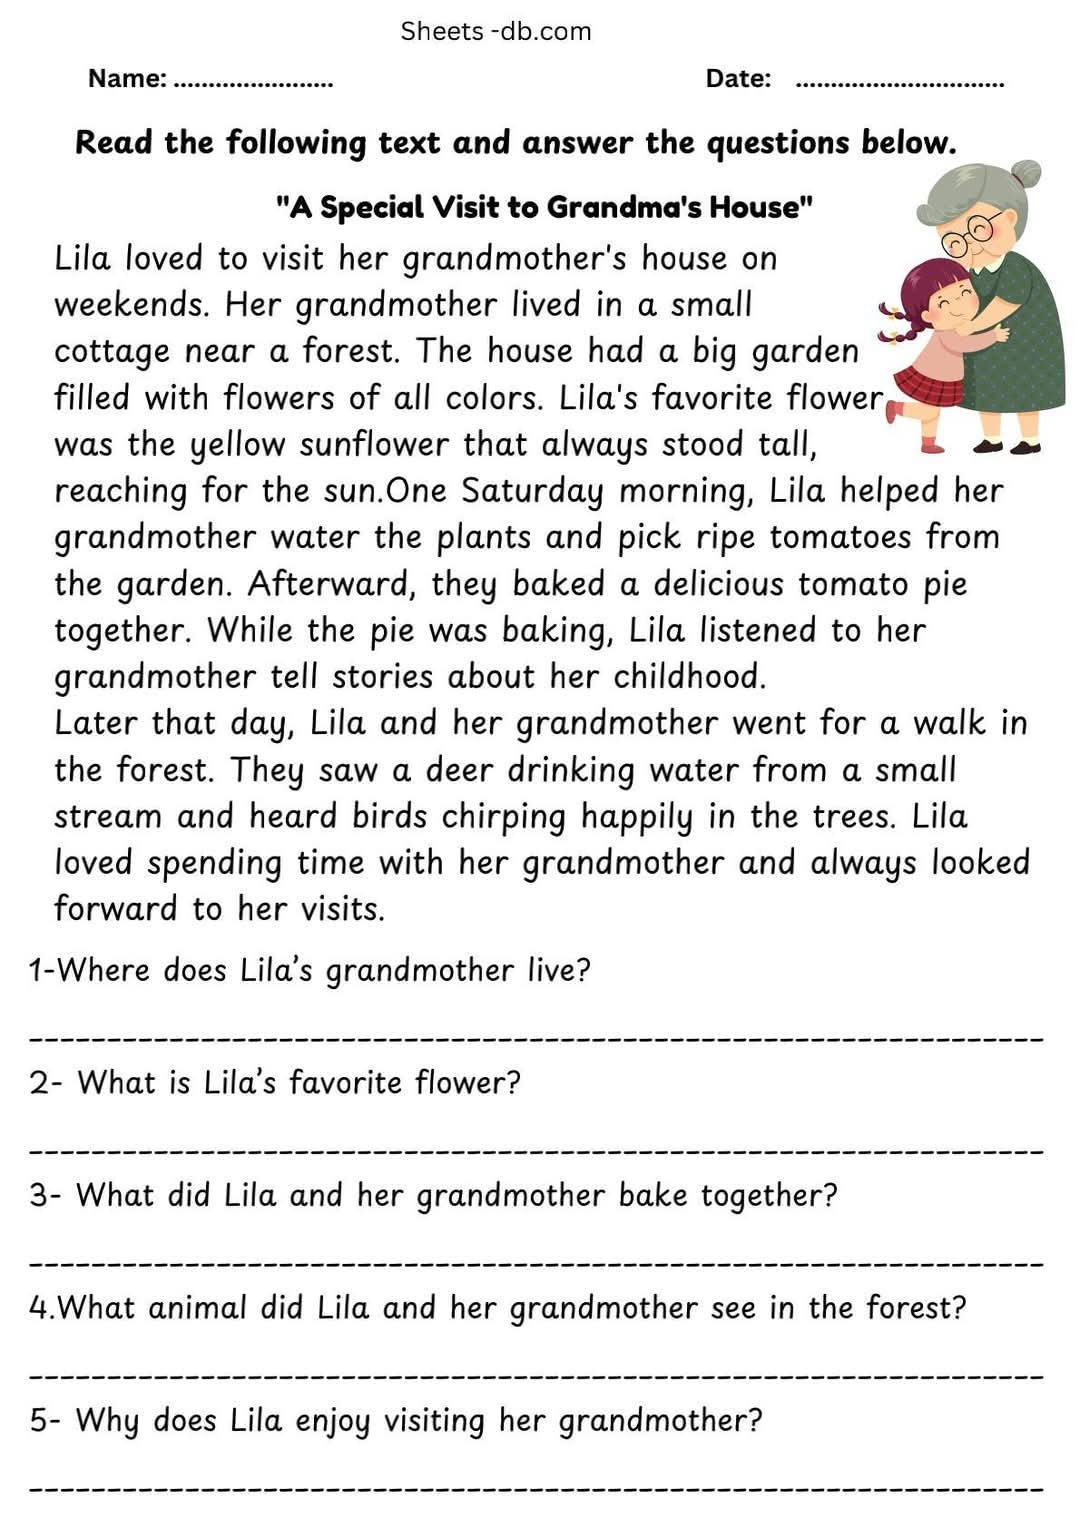 Sheets -db.com
Name: ....................... Date: ..............................
Read the following text and answer the questions below.
"A Special Visit to Grandma's House"
Lila loved to visit her grandmother's house on
weekends. Her grandmother lived in a small
cottage near a forest. The house had a big garden
filled with flowers of all colors. Lila's favorite flower
was the yellow sunflower that always stood tall,
reaching for the sun.One Saturday morning, Lila helped her
grandmother water the plants and pick ripe tomatoes from
the garden. Afterward, they baked a delicious tomato pie
together. While the pie was baking, Lila listened to her
grandmother tell stories about her childhood.
Later that day, Lila and her grandmother went for a walk in
the forest. They saw a deer drinking water from a small
stream and heard birds chirping happily in the trees. Lila
loved spending time with her grandmother and always looked
forward to her visits.
1-Where does Lila’s grandmother live?
2- What is Lila’s favorite flower?
3- What did Lila and her grandmother bake together?
4.What animal did Lila and her grandmother see in the forest?
5- Why does Lila enjoy visiting her grandmother?